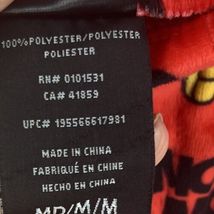 100%POLYESTER/POLYESTER
POLIESTER
RN# 0101531
CA# 41859
UPC# 195566617981
MADE IN CHINA
FABRIQUÉ EN CHINE
HECHO EN CHINA
MD/M/M